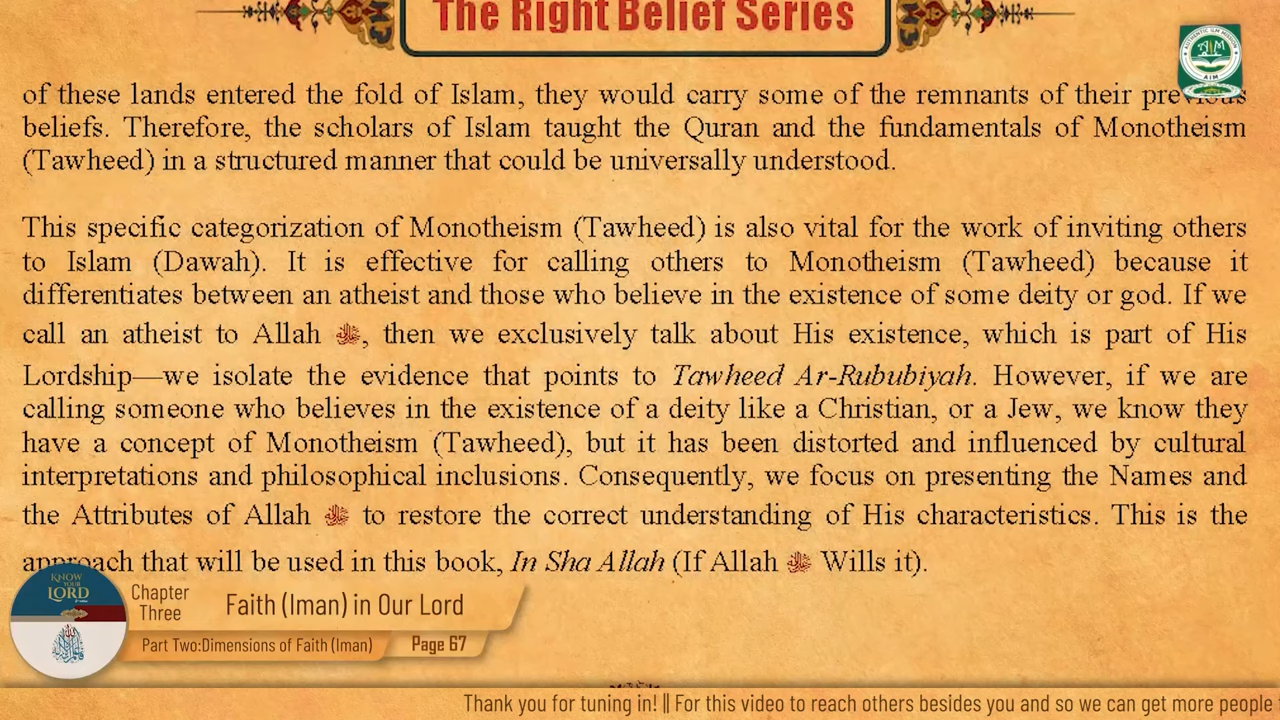 The Right Belief Series
AUTHENTIC ILM MISSION
AIM
of these lands entered the fold of Islam, they would carry some of the remnants of their previous
beliefs. Therefore, the scholars of Islam taught the Quran and the fundamentals of Monotheism
(Tawheed) in a structured manner that could be universally understood.
This specific categorization of Monotheism (Tawheed) is also vital for the work of inviting others
to Islam (Dawah). It is effective for calling others to Monotheism (Tawheed) because it
differentiates between an atheist and those who believe in the existence of some deity or god. If we
call an atheist to Allah ﷻ, then we exclusively talk about His existence, which is part of His
Lordship—we isolate the evidence that points to Tawheed Ar-Rububiyah. However, if we are
calling someone who believes in the existence of a deity like a Christian, or a Jew, we know they
have a concept of Monotheism (Tawheed), but it has been distorted and influenced by cultural
interpretations and philosophical inclusions. Consequently, we focus on presenting the Names and
the Attributes of Allah ﷻ to restore the correct understanding of His characteristics. This is the
approach that will be used in this book, In Sha Allah (If Allah ﷻ Wills it).
KNOW
YOUR
LORD
Chapter
Three
Faith (Iman) in Our Lord
Part Two:Dimensions of Faith (Iman)
Page 67
Thank you for tuning in! || For this video to reach others besides you and so we can get more people